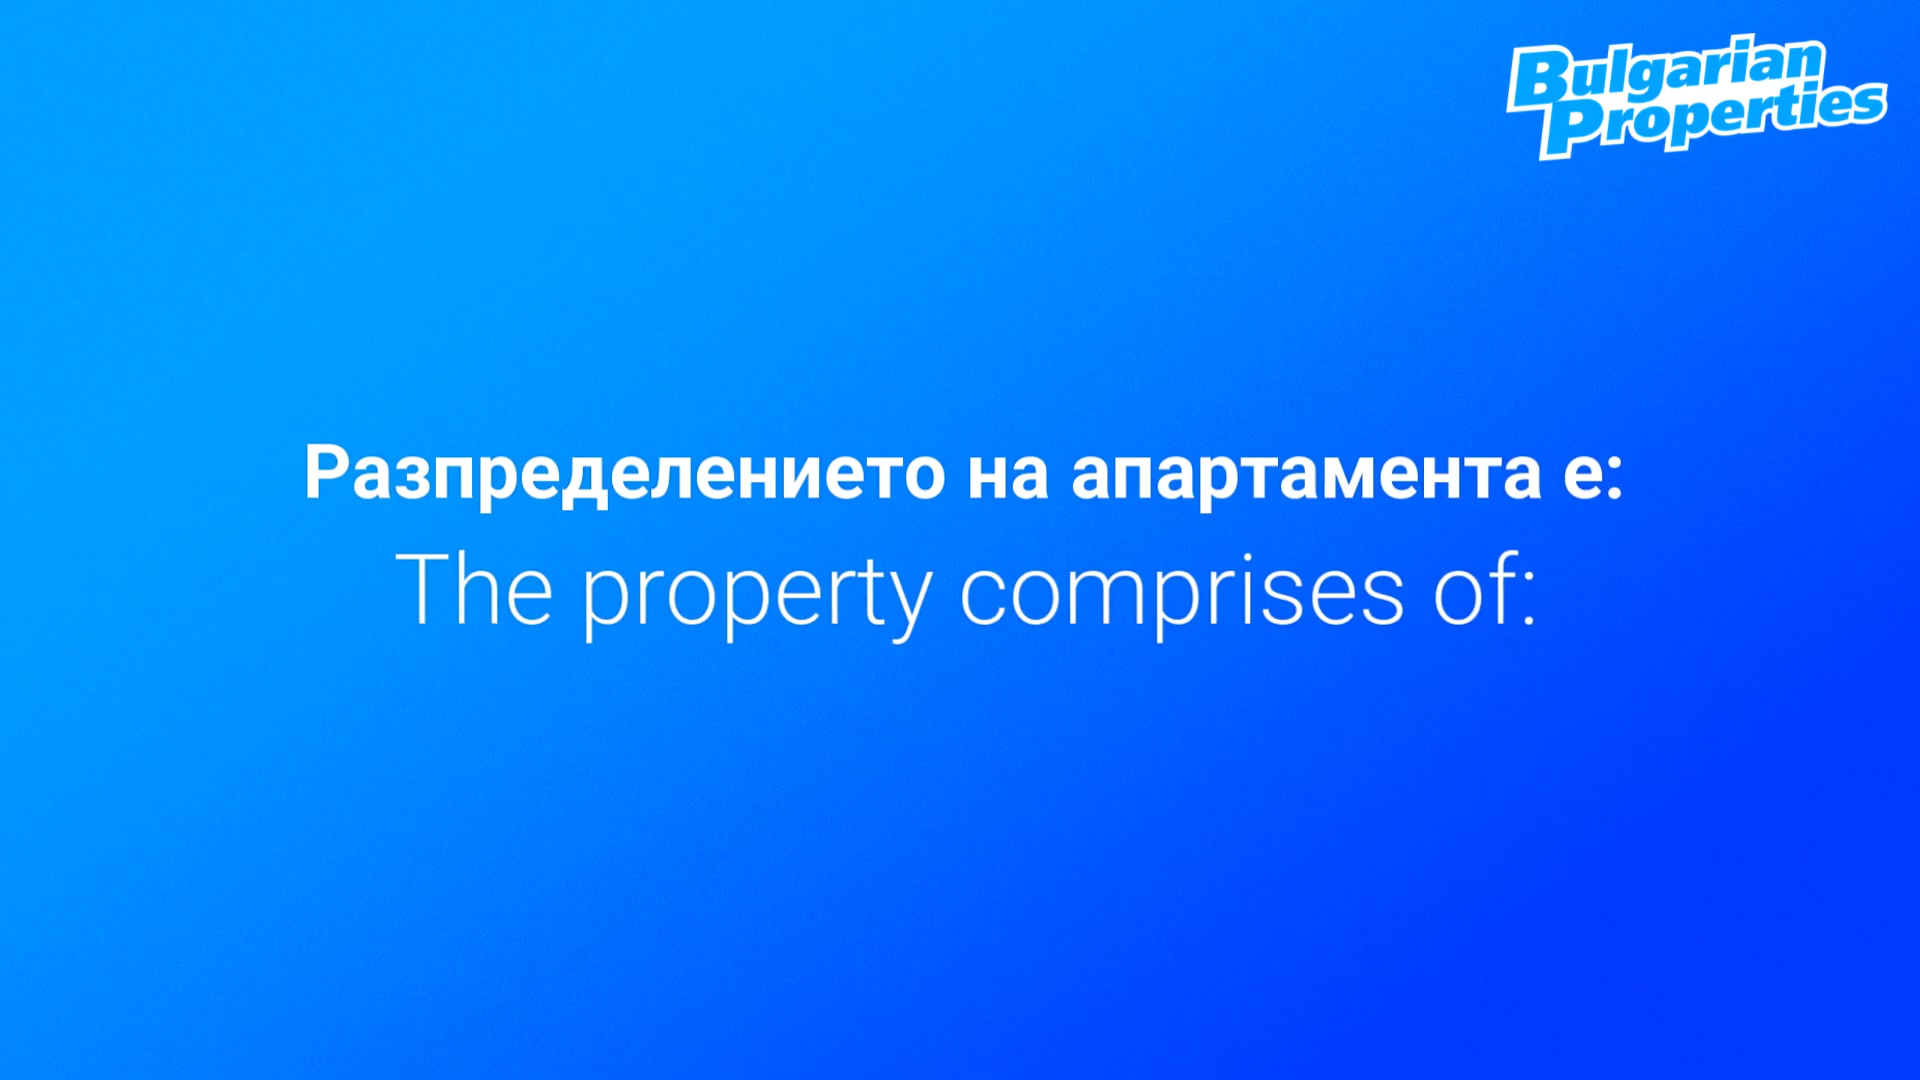 Bulgarian
Properties
Разпределението на апартамента е:
The property comprises of: